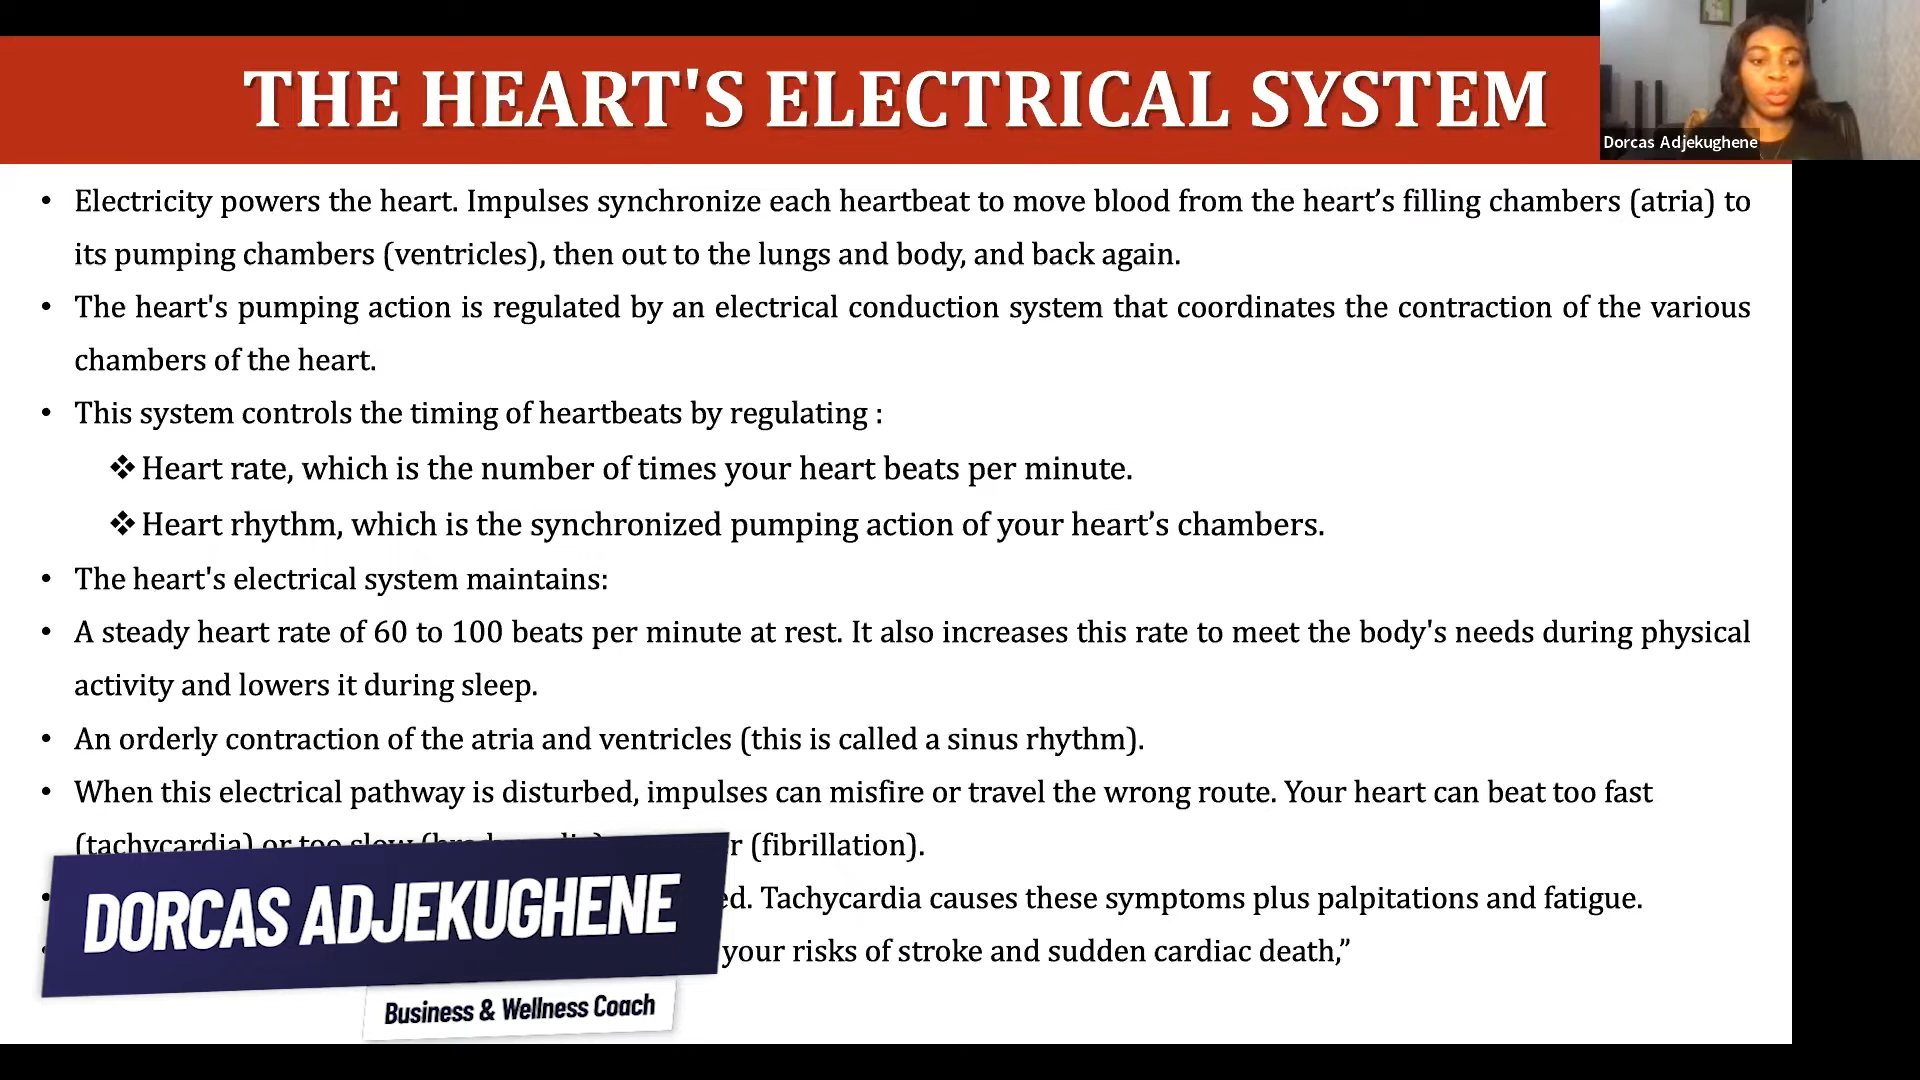 THE HEART'S ELECTRICAL SYSTEM
Dorcas Adjekughene
• Electricity powers the heart. Impulses synchronize each heartbeat to move blood from the heart’s filling chambers (atria) to
its pumping chambers (ventricles), then out to the lungs and body, and back again.
• The heart's pumping action is regulated by an electrical conduction system that coordinates the contraction of the various
chambers of the heart.
• This system controls the timing of heartbeats by regulating :
❖ Heart rate, which is the number of times your heart beats per minute.
❖ Heart rhythm, which is the synchronized pumping action of your heart’s chambers.
• The heart's electrical system maintains:
• A steady heart rate of 60 to 100 beats per minute at rest. It also increases this rate to meet the body's needs during physical
activity and lowers it during sleep.
• An orderly contraction of the atria and ventricles (this is called a sinus rhythm).
• When this electrical pathway is disturbed, impulses can misfire or travel the wrong route. Your heart can beat too fast
(tachycardia) or too slow (fibrillation).
Tachycardia causes these symptoms plus palpitations and fatigue.
your risks of stroke and sudden cardiac death,”
DORCAS ADJEKUGHENE
Business & Wellness Coach